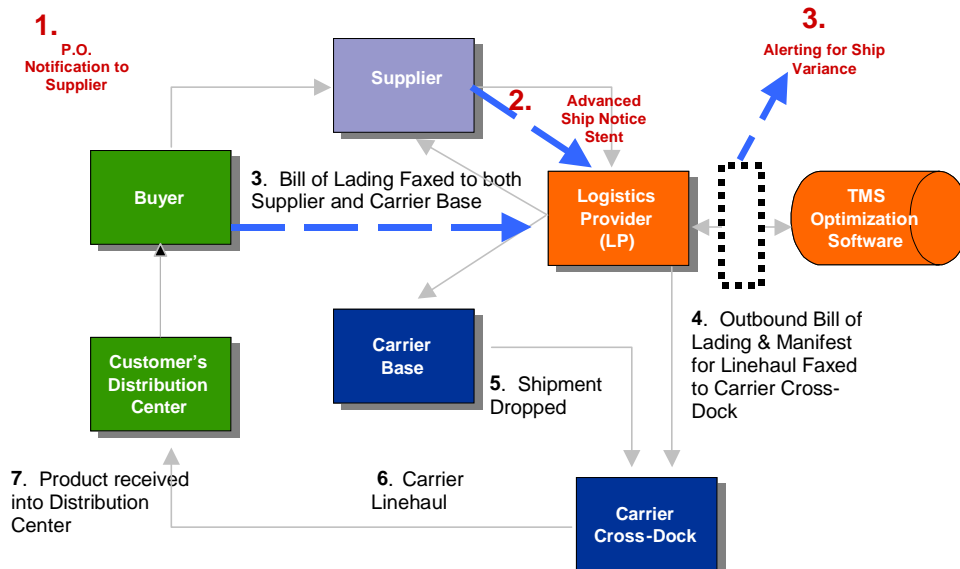 1.
P.O.
Notification to
Supplier
Supplier
2.
Advanced
Ship Notice
Stent
3.
Alerting for Ship
Variance
Buyer
3. Bill of Lading Faxed to both
Supplier and Carrier Base
Logistics
Provider
(LP)
TMS
Optimization
Software
Customer's
Distribution
Center
Carrier
Base
4. Outbound Bill of
Lading & Manifest
for Linehaul Faxed
to Carrier Cross-
Dock
5. Shipment
Dropped
7. Product received
into Distribution
Center
6. Carrier
Linehaul
Carrier
Cross-Dock